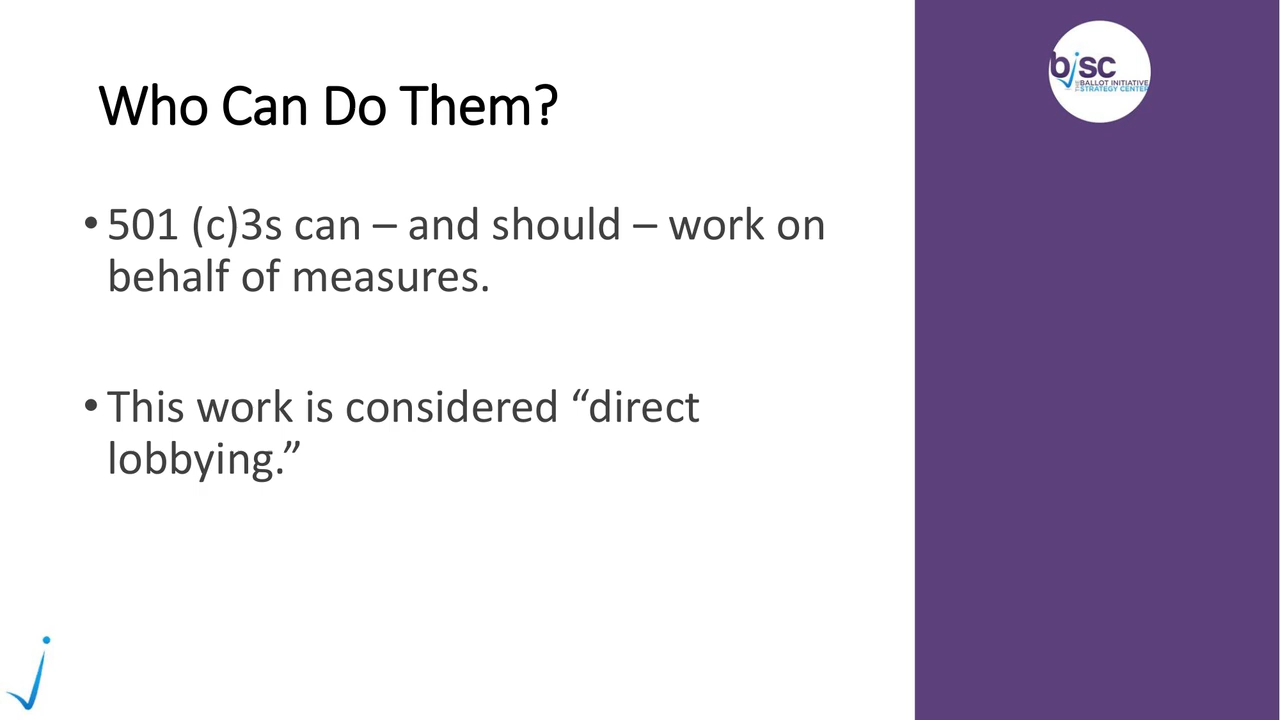 bisc
THE BALLOT INITIATIVE
STRATEGY CENTER
Who Can Do Them?
• 501 (c)3s can – and should – work on
behalf of measures.
• This work is considered “direct
lobbying.”